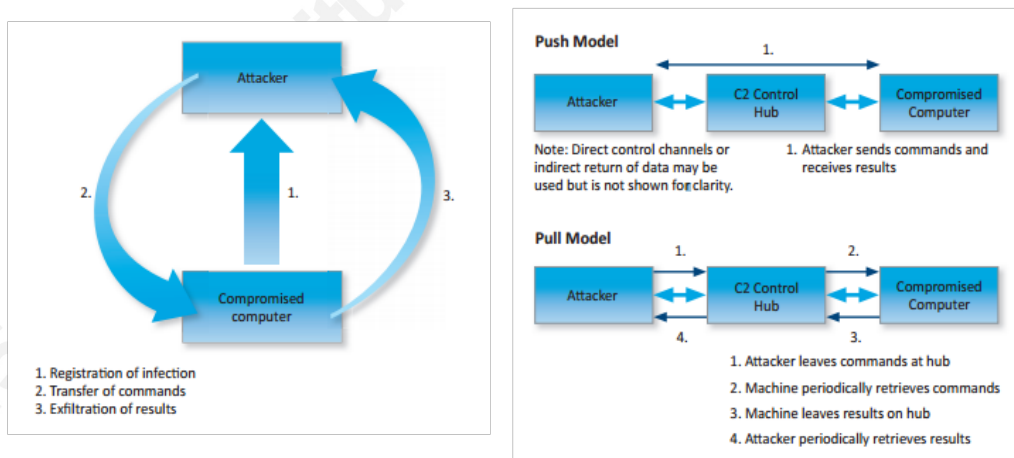 Attacker
1.
2.
3.
Compromised
computer
1. Registration of infection
2. Transfer of commands
3. Exfiltration of results
Push Model
1.
Attacker
C2 Control
Hub
Compromised
Computer
Note: Direct control channels or
indirect return of data may be
used but is not shown for clarity.
1. Attacker sends commands and
receives results
Pull Model
1.
2.
Attacker
C2 Control
Hub
Compromised
Computer
4.
3.
1. Attacker leaves commands at hub
2. Machine periodically retrieves commands
3. Machine leaves results on hub
4. Attacker periodically retrieves results